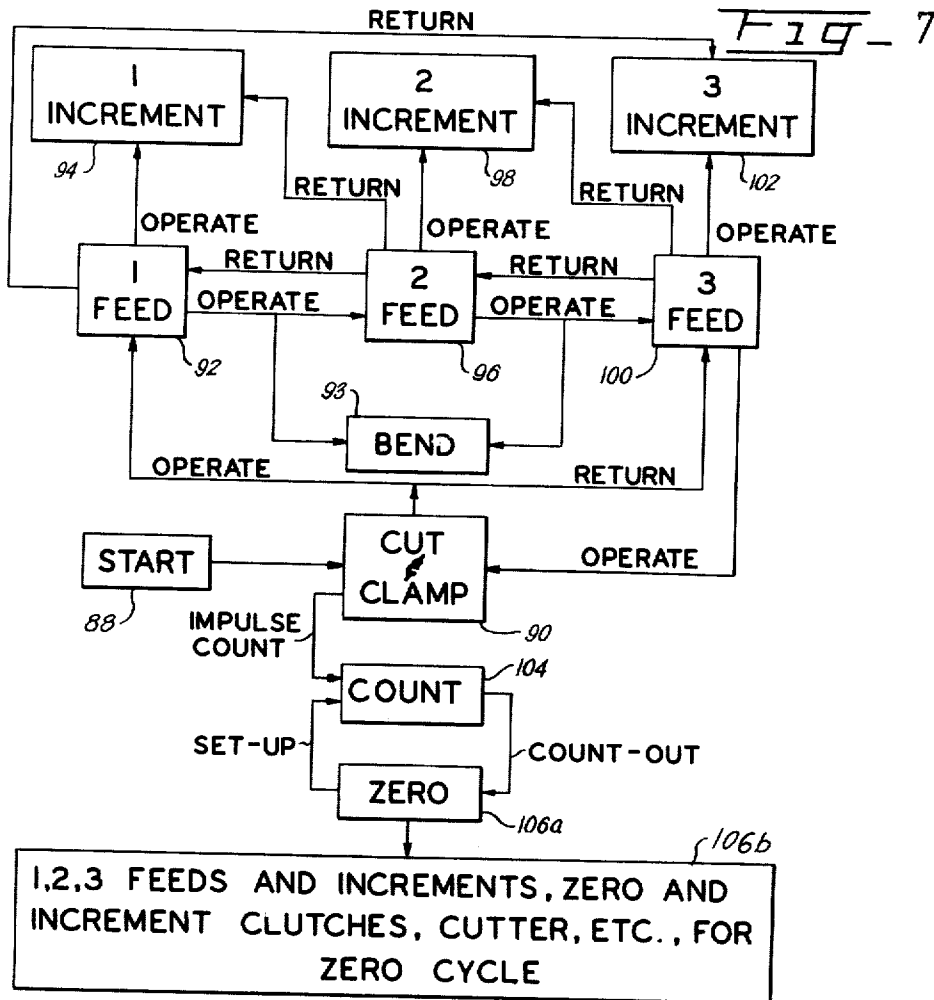 RETURN
Fig_ 7
1
INCREMENT
94
2
INCREMENT
98
3
INCREMENT
102
RETURN
RETURN
OPERATE
OPERATE
OPERATE
1
FEED
92
RETURN
OPERATE
2
FEED
96
RETURN
OPERATE
3
FEED
100
93
BEND
OPERATE
RETURN
START
88
CUT
&
CLAMP
90
OPERATE
IMPULSE
COUNT
COUNT
104
SET-UP
COUNT-OUT
ZERO
106a
106b
1,2,3 FEEDS AND INCREMENTS, ZERO AND
INCREMENT CLUTCHES, CUTTER, ETC., FOR
ZERO CYCLE